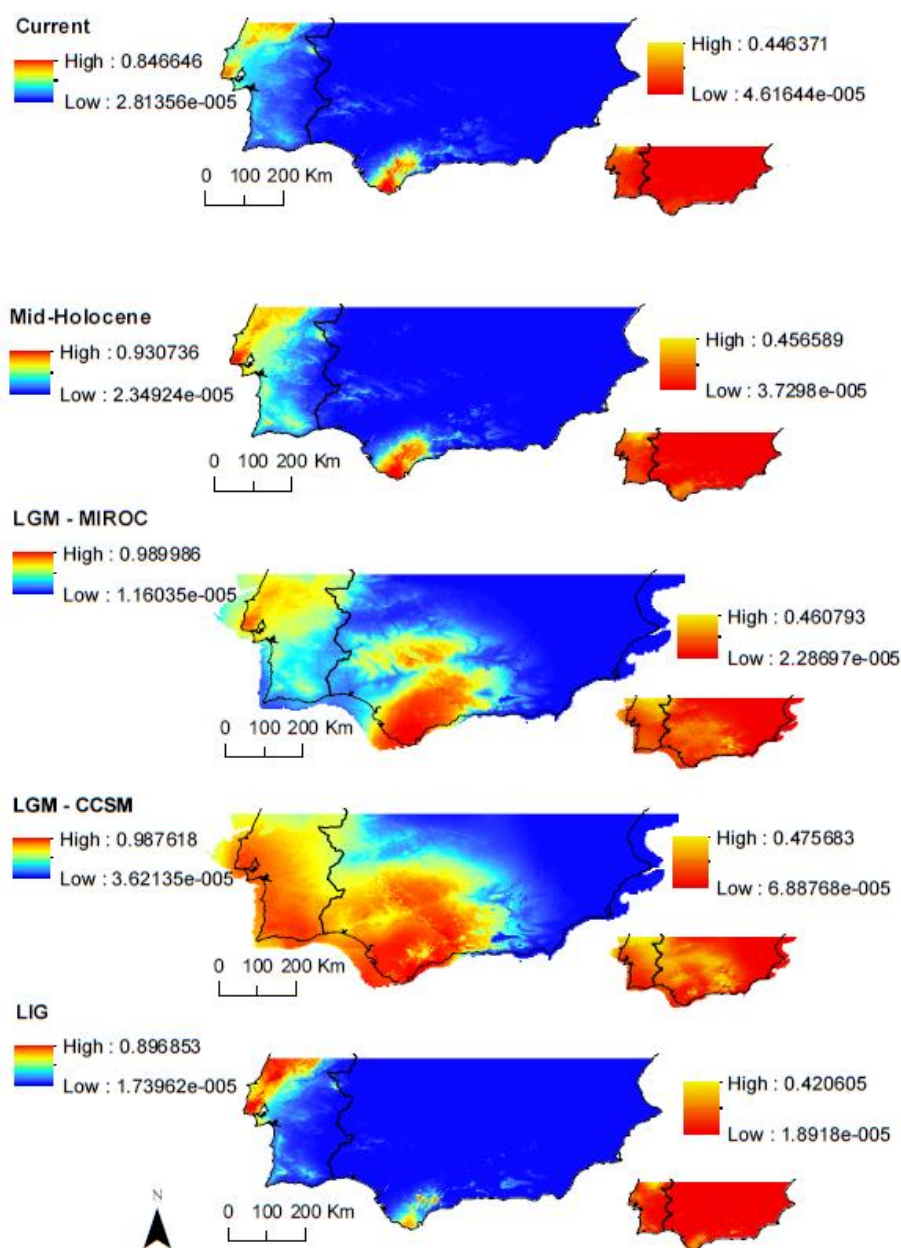 Current
High : 0.846646
Low : 2.81356e-005
0 100 200 Km
High : 0.446371
Low : 4.61644e-005
Mid-Holocene
High : 0.930736
Low : 2.34924e-005
0 100 200 Km
High : 0.456589
Low : 3.7298e-005
LGM - MIROC
High : 0.989986
Low : 1.16035e-005
0 100 200 Km
High : 0.460793
Low : 2.28697e-005
LGM - CCSM
High : 0.987618
Low : 3.62135e-005
0 100 200 Km
High : 0.475683
Low : 6.88768e-005
LIG
High : 0.896853
Low : 1.73962e-005
0 100 200 Km
High : 0.420605
Low : 1.8918e-005
N